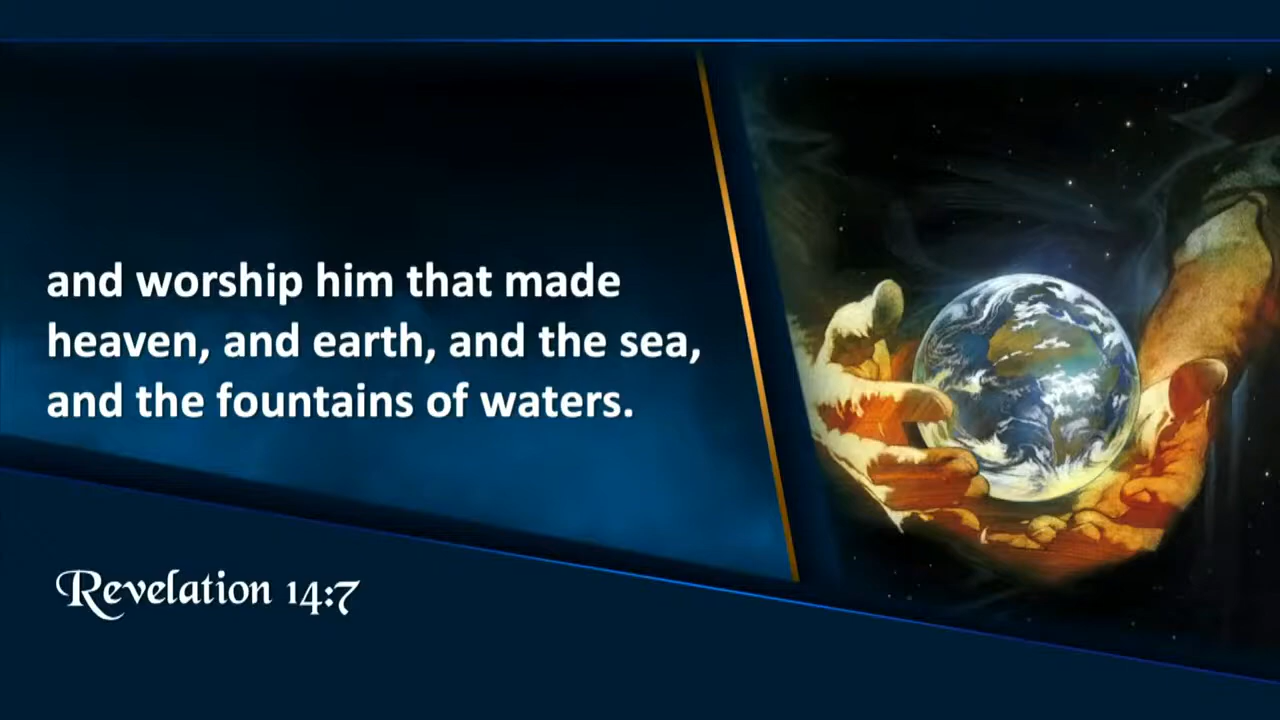 and worship him that made
heaven, and earth, and the sea,
and the fountains of waters.
Revelation 14:7